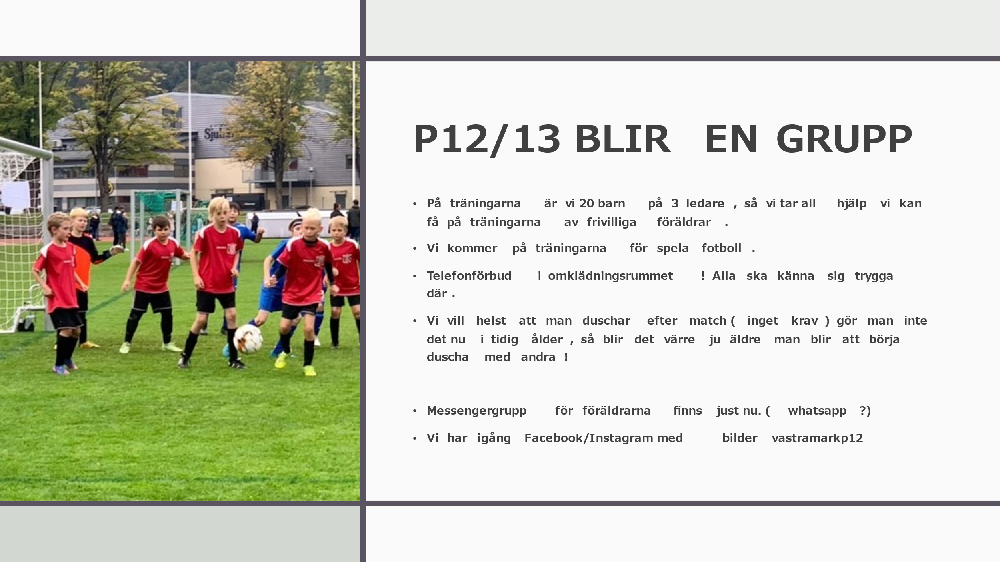 P12/13 BLIR EN GRUPP
• På träningarna är vi 20 barn på 3 ledare , så vi tar all hjälp vi kan
få på träningarna av frivilliga föräldrar .
• Vi kommer på träningarna för spela fotboll .
• Telefonförbud i omklädningsrummet ! Alla ska känna sig trygga
där .
• Vi vill helst att man duschar efter match ( inget krav ) gör man inte
det nu i tidig ålder , så blir det värre ju äldre man blir att börja
duscha med andra !
• Messengergrupp för föräldrarna finns just nu. ( whatsapp ?)
• Vi har igång Facebook/Instagram med bilder vastramarkp12